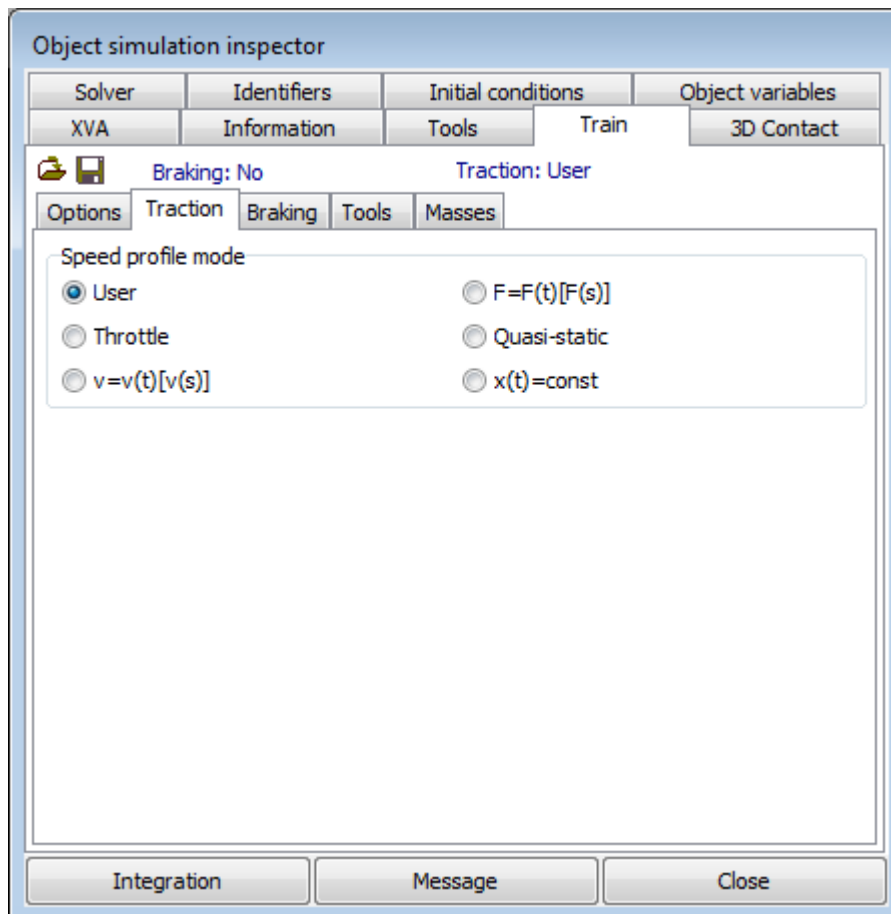 Object simulation inspector
Solver Identifiers Initial conditions Object variables
XVA Information Tools Train 3D Contact
Braking: No Traction: User
Options Traction Braking Tools Masses
Speed profile mode
User F=F(t)[F(s)]
Throttle Quasi-static
v=v(t)[v(s)] x(t)=const
Integration Message Close